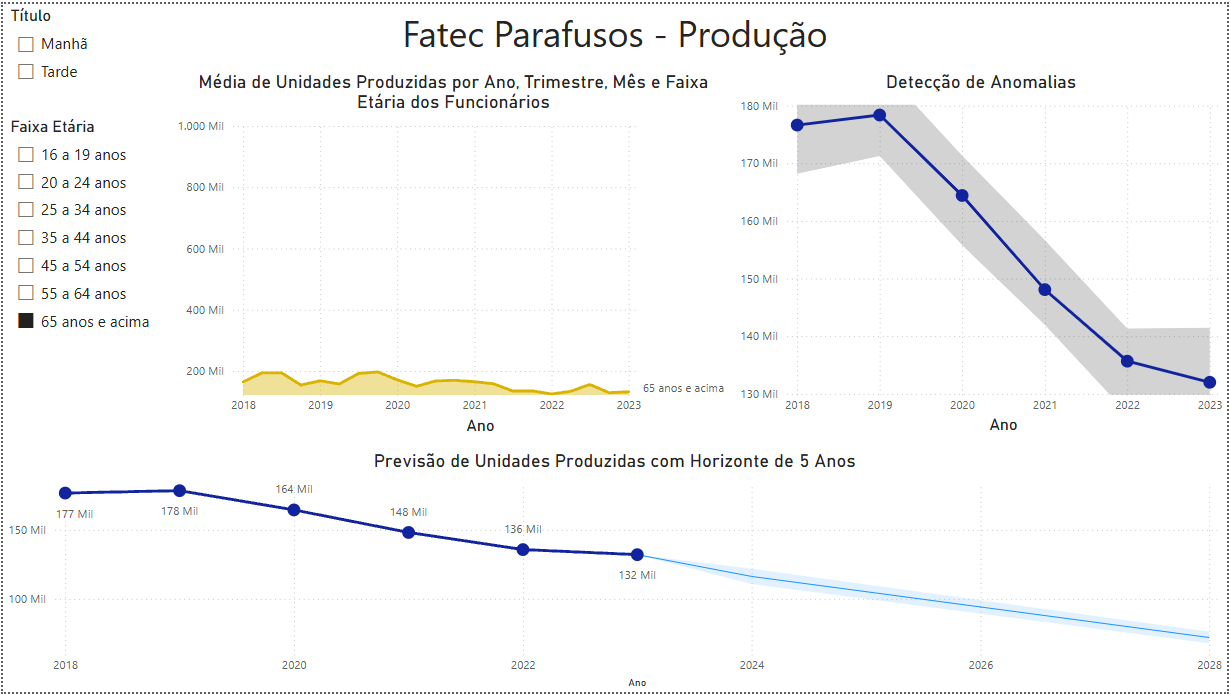 Título
Manhã
Tarde
Faixa Etária
16 a 19 anos
20 a 24 anos
25 a 34 anos
35 a 44 anos
45 a 54 anos
55 a 64 anos
65 anos e acima
Fatec Parafusos - Produção
Média de Unidades Produzidas por Ano, Trimestre, Mês e Faixa
Etária dos Funcionários
1.000 Mil
800 Mil
600 Mil
400 Mil
200 Mil
65 anos e acima
2018 2019 2020 2021 2022 2023
Ano
Detecção de Anomalias
180 Mil
170 Mil
160 Mil
150 Mil
140 Mil
130 Mil
2018 2019 2020 2021 2022 2023
Ano
Previsão de Unidades Produzidas com Horizonte de 5 Anos
150 Mil
100 Mil
177 Mil 178 Mil 164 Mil 148 Mil 136 Mil 132 Mil
2018 2020 2022 2024 2026 2028
Ano